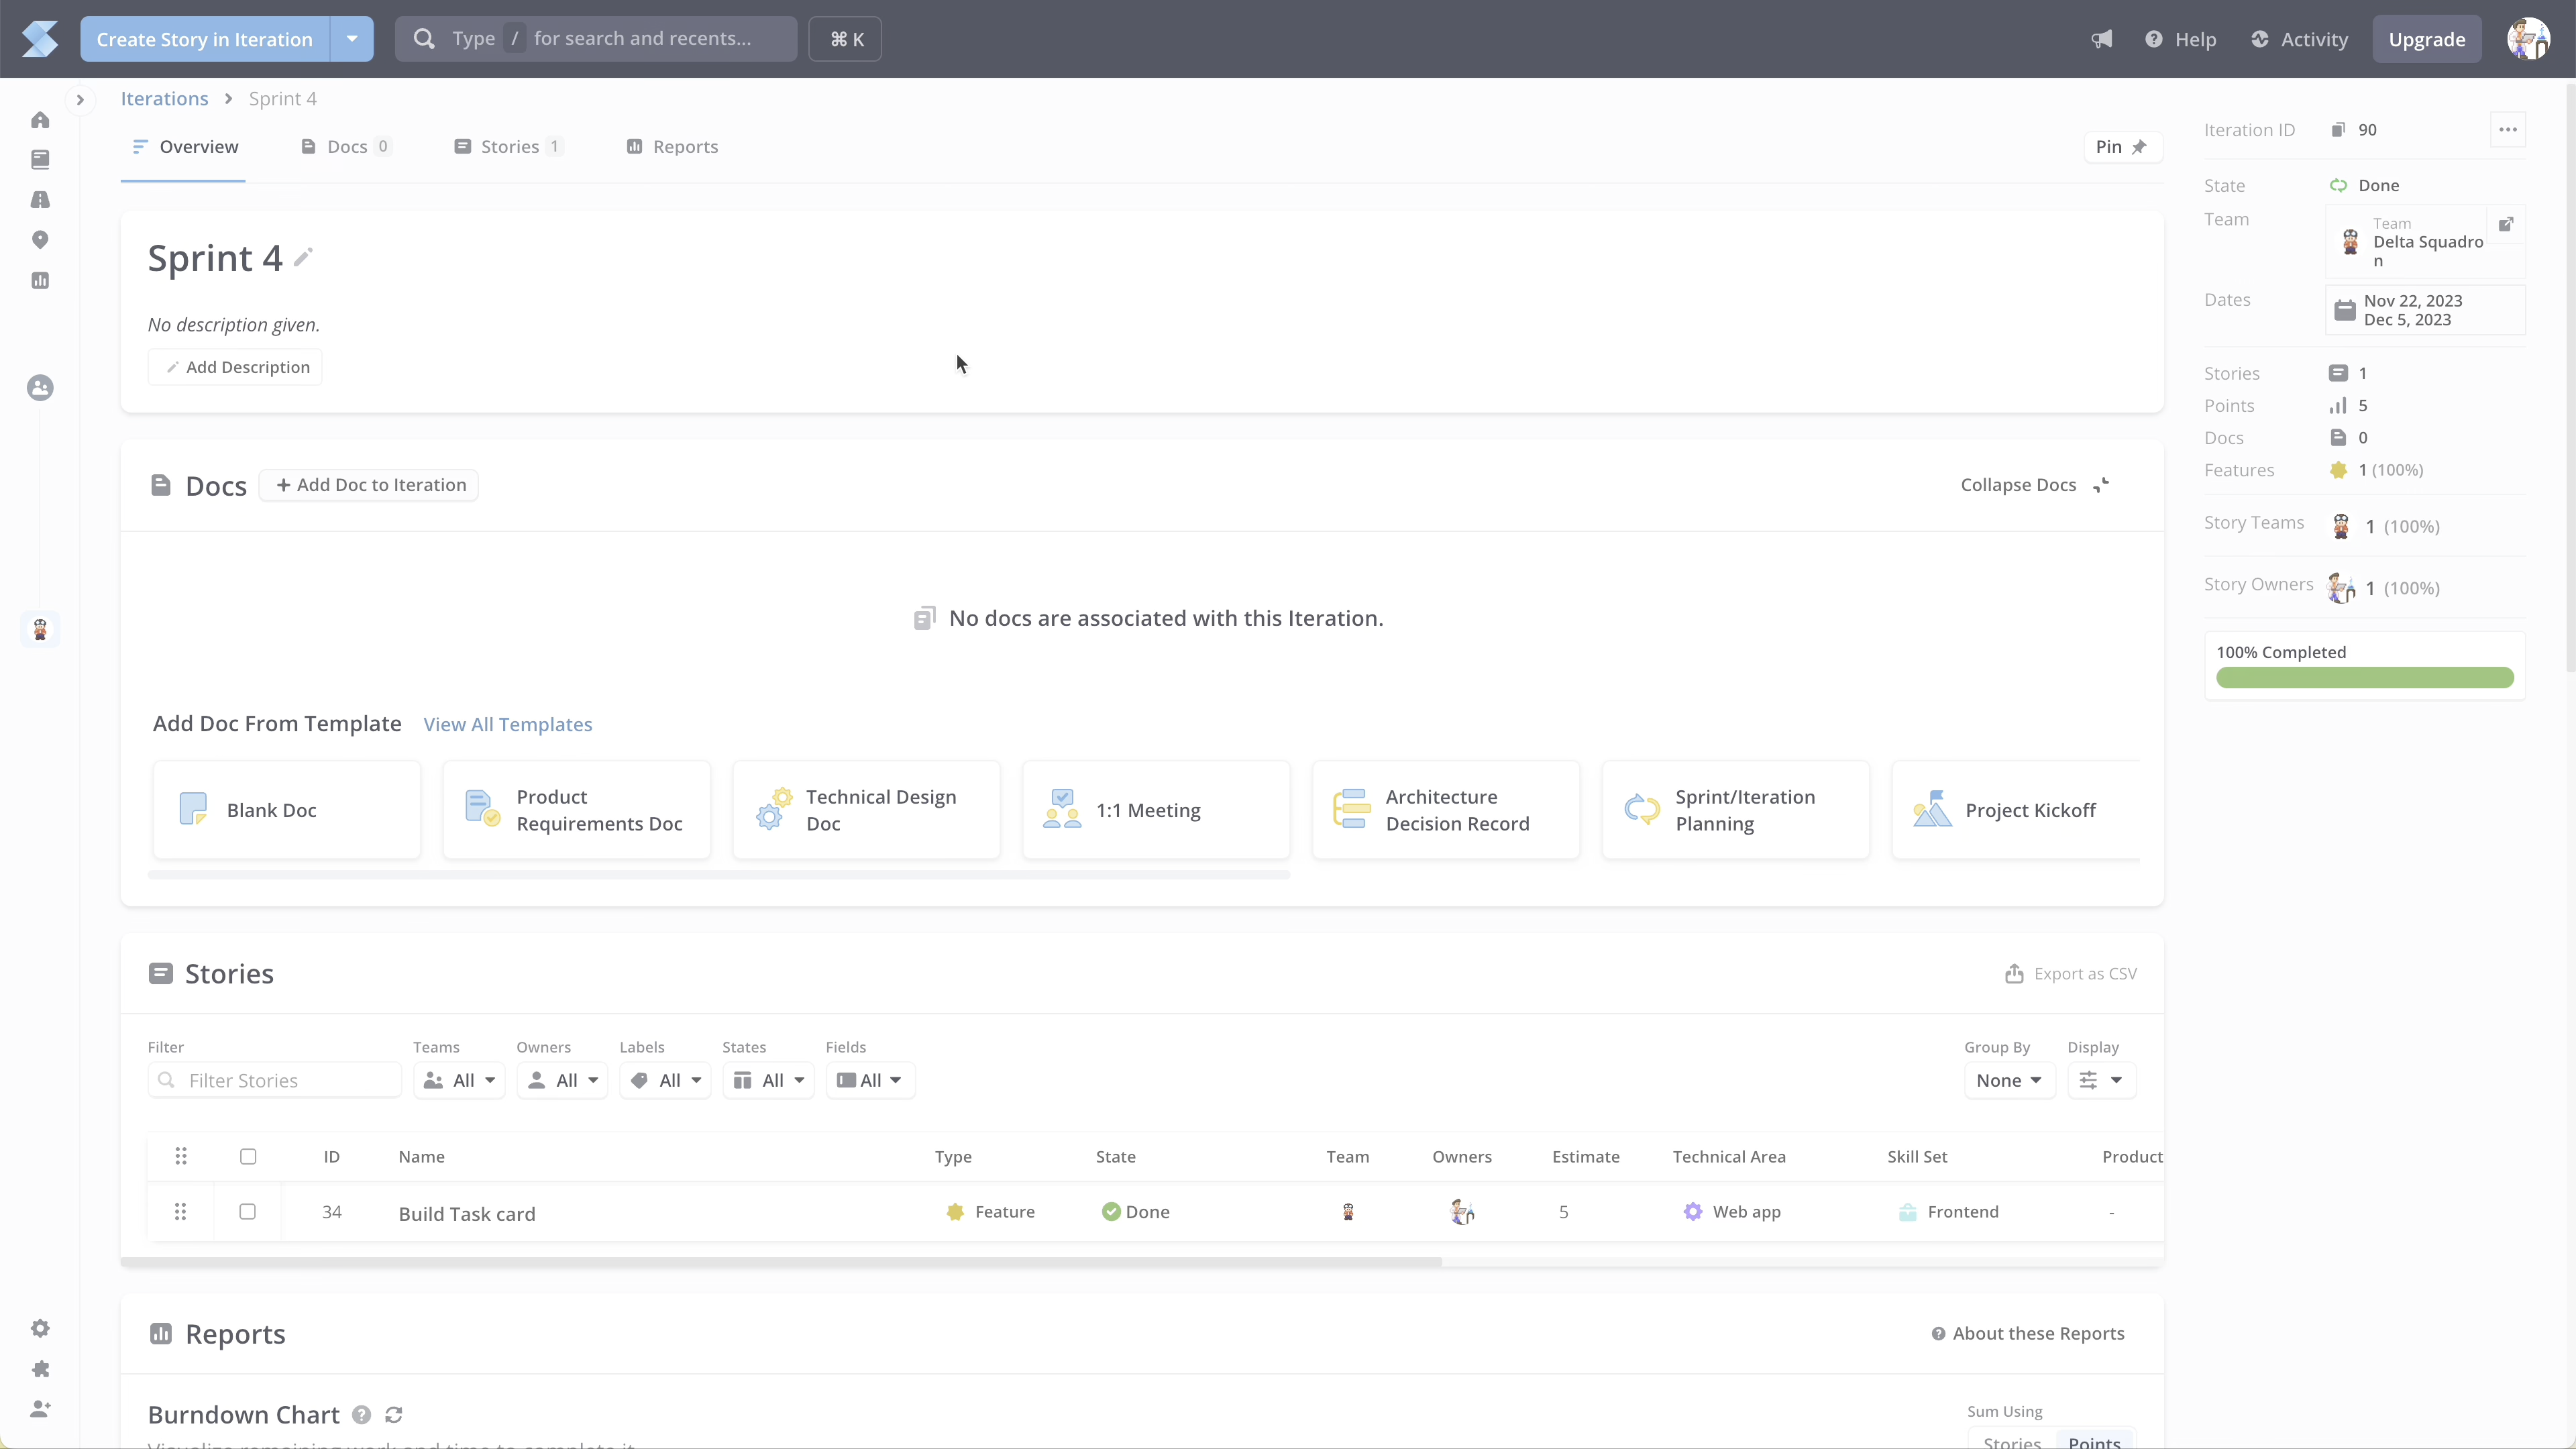 Create Story in Iteration
Type / for search and recents...
⌘ K
Help
Activity
Upgrade
Iterations > Sprint 4
Overview
Docs 0
Stories 1
Reports
Pin
Sprint 4
No description given.
Add Description
Docs
+ Add Doc to Iteration
Collapse Docs
No docs are associated with this Iteration.
Add Doc From Template
View All Templates
Blank Doc
Product
Requirements Doc
Technical Design
Doc
1:1 Meeting
Architecture
Decision Record
Sprint/Iteration
Planning
Project Kickoff
Stories
Export as CSV
Filter
Teams
Owners
Labels
States
Fields
Group By
Display
Filter Stories
All
All
All
All
All
None
ID
Name
Type
State
Team
Owners
Estimate
Technical Area
Skill Set
Product
34
Build Task card
Feature
Done
5
Web app
Frontend
-
Reports
About these Reports
Burndown Chart
Sum Using
Visualize remaining work and time to complete it
Stories
Points
Iteration ID
90
State
Done
Team
Team
Delta Squadro
n
Dates
Nov 22, 2023
Dec 5, 2023
Stories
1
Points
5
Docs
0
Features
1 (100%)
Story Teams
1 (100%)
Story Owners
1 (100%)
100% Completed